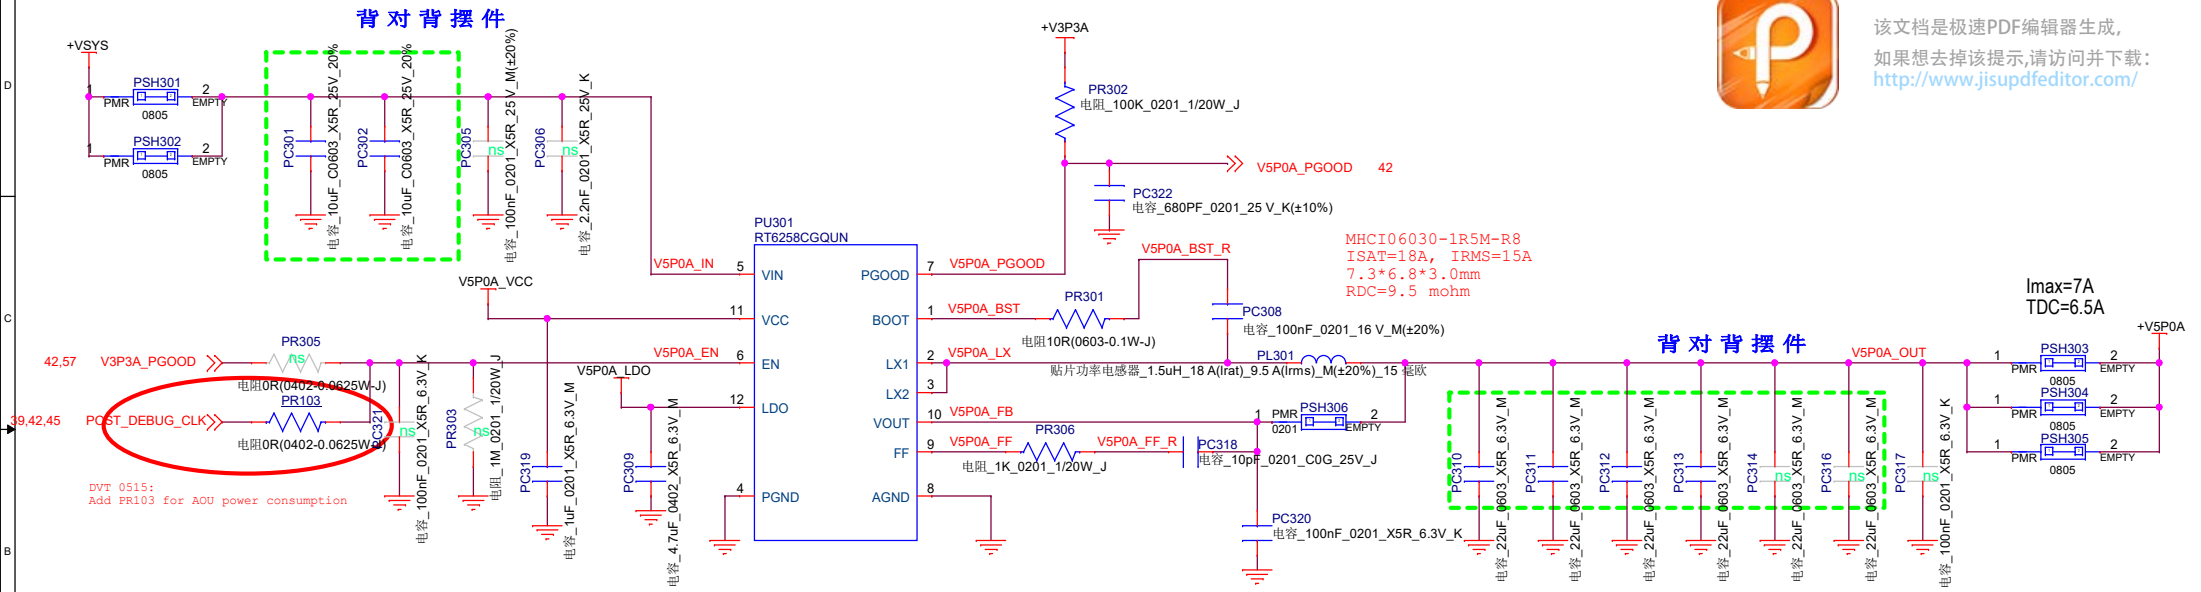 背对背摆件
该文档是极速PDF编辑器生成,
如果想去掉该提示,请访问并下载：
http://www.jisupdfeditor.com/
+VSYS
+V3P3A
D
1 PSH301 2
PMR EMPTY
0805
1 PSH302 2
PMR EMPTY
0805
PC301
电容_10uF_C0603_X5R_25V_20%
PC302
电容_10uF_C0603_X5R_25V_20%
PC305
ns
电容_100nF_0201_X5R_25 V_M(±20%)
PC306
ns
电容_2.2nF_0201_X5R_25V_K
PR302
电阻_100K_0201_1/20W_J
V5P0A_PGOOD 42
PC322
电容_680PF_0201_25 V_K(±10%)
PU301
RT6258CGQUN
V5P0A_IN 5 VIN
PGOOD 7 V5P0A_PGOOD
V5P0A_BST_R
MHCI06030-1R5M-R8
ISAT=18A, IRMS=15A
7.3*6.8*3.0mm
RDC=9.5 mohm
Imax=7A
TDC=6.5A
C
V5P0A_VCC
11 VCC
BOOT 1 V5P0A_BST
PR301
电阻10R(0603-0.1W-J)
PC308
电容_100nF_0201_16 V_M(±20%)
背对背摆件
+V5P0A
42,57 V3P3A_PGOOD
PR305
ns
电阻0R(0402-0.0625W-J)
V5P0A_EN 6 EN
LX1 2 V5P0A_LX
PL301
贴片功率电感器_1.5uH_18 A(Irat)_9.5 A(Irms)_M(±20%)_15 毫欧
V5P0A_OUT
1 PSH303 2
PMR EMPTY
0805
LX2 3
39,42,45 POST_DEBUG_CLK
PR103
电阻0R(0402-0.0625W-J)
PC321
ns
电容_100nF_0201_X5R_6.3V_K
PR303
ns
电阻_1M_0201_1/20W_J
V5P0A_LDO
12 LDO
VOUT 10 V5P0A_FB
1 PMR PSH306 2
0201 EMPTY
1 PSH304 2
PMR EMPTY
0805
FF 9 V5P0A_FF
PR306
电阻_1K_0201_1/20W_J
V5P0A_FF_R
PC318
电容_10pF_0201_C0G_25V_J
1 PSH305 2
PMR EMPTY
0805
PC319
电容_1uF_0201_X5R_6.3V_M
PC309
电容_4.7uF_0402_X5R_6.3V_M
4 PGND
AGND 8
PC320
电容_100nF_0201_X5R_6.3V_K
PC310
电容_22uF_0603_X5R_6.3V_M
PC311
电容_22uF_0603_X5R_6.3V_M
PC312
电容_22uF_0603_X5R_6.3V_M
PC313
电容_22uF_0603_X5R_6.3V_M
PC314
ns
电容_22uF_0603_X5R_6.3V_M
PC316
ns
电容_22uF_0603_X5R_6.3V_M
PC317
ns
电容_100nF_0201_X5R_6.3V_K
DVT 0515:
Add PR103 for AOU power consumption
B